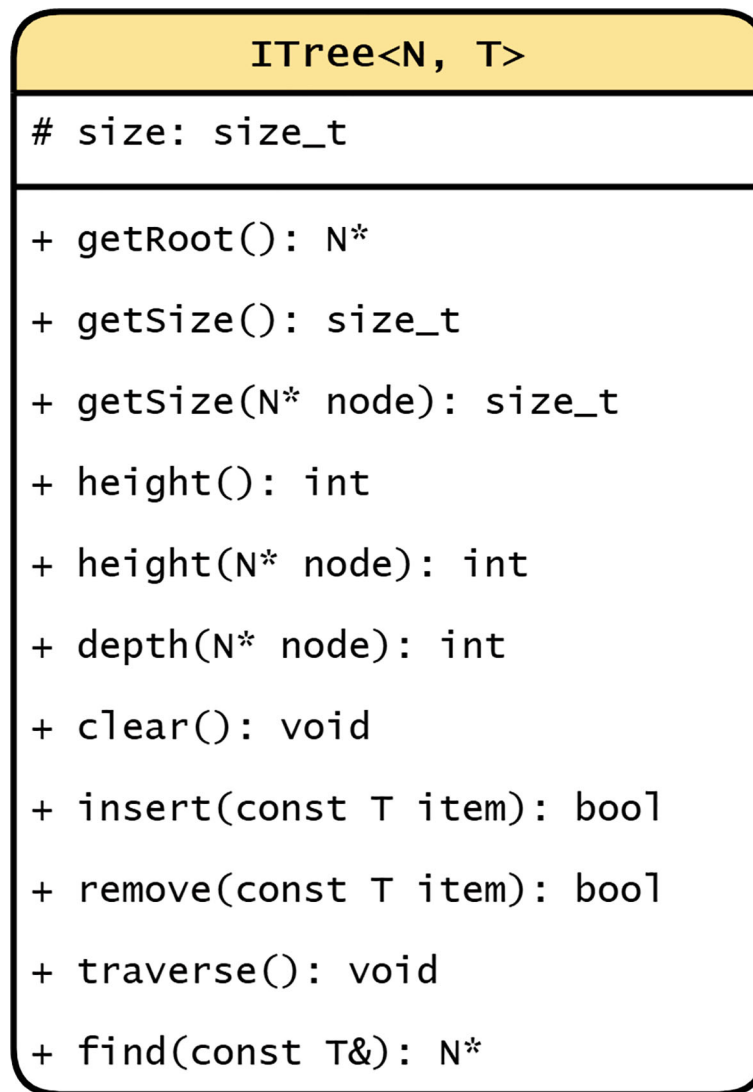 ITree<N, T>
# size: size_t
+ getRoot(): N*
+ getSize(): size_t
+ getSize(N* node): size_t
+ height(): int
+ height(N* node): int
+ depth(N* node): int
+ clear(): void
+ insert(const T item): bool
+ remove(const T item): bool
+ traverse(): void
+ find(const T&): N*